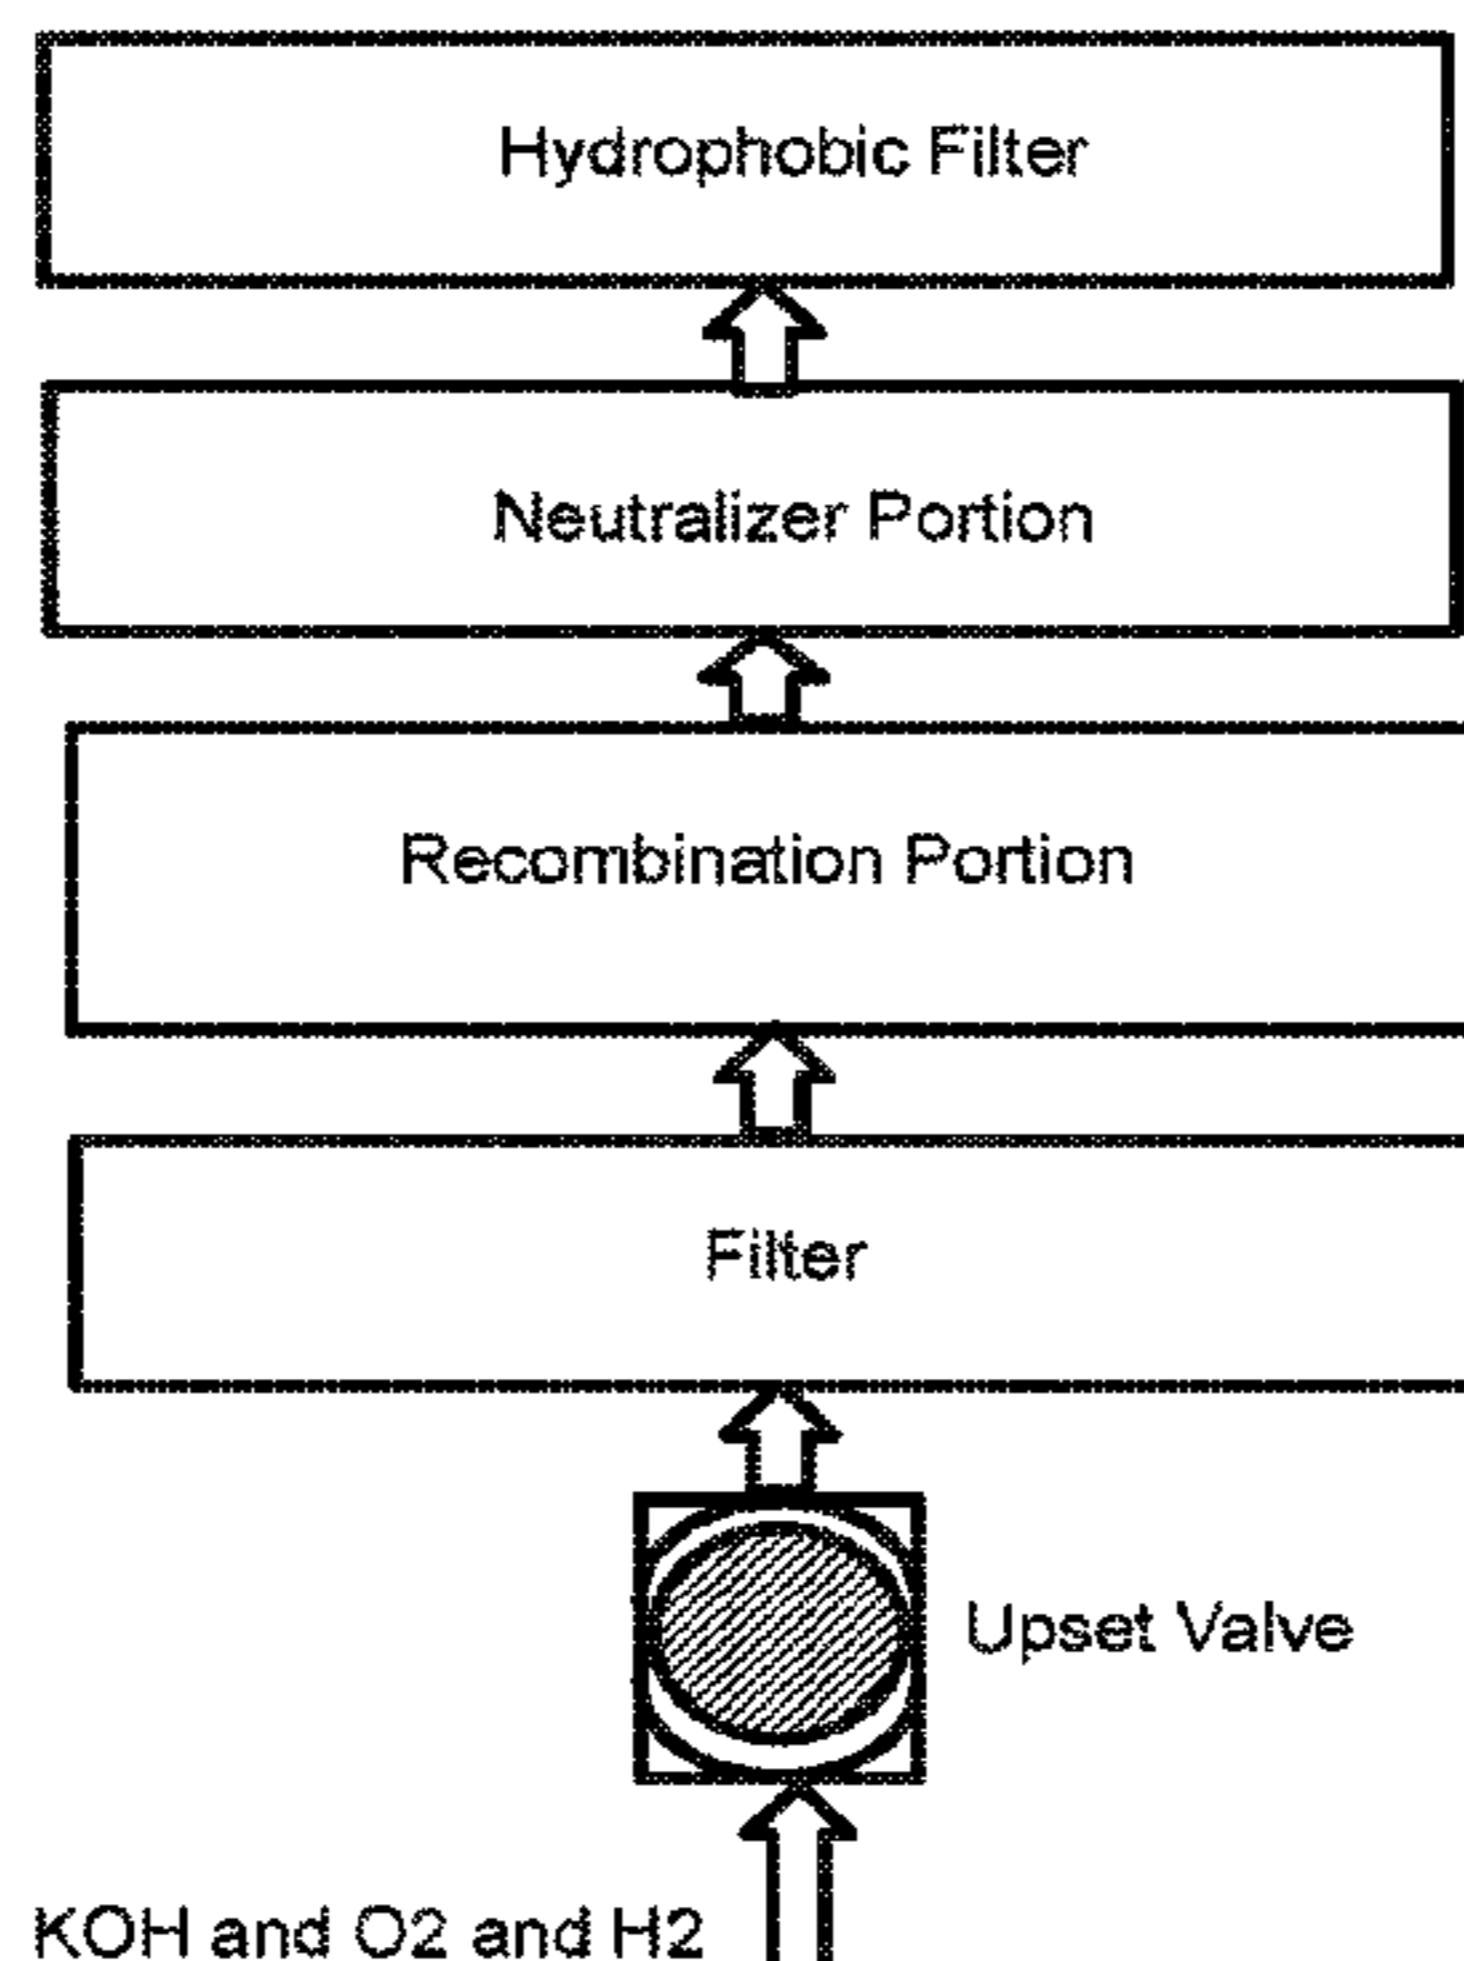 Hydrophobic Filter
Neutralizer Portion
Recombination Portion
Filter
Upset Valve
KOH and O2 and H2